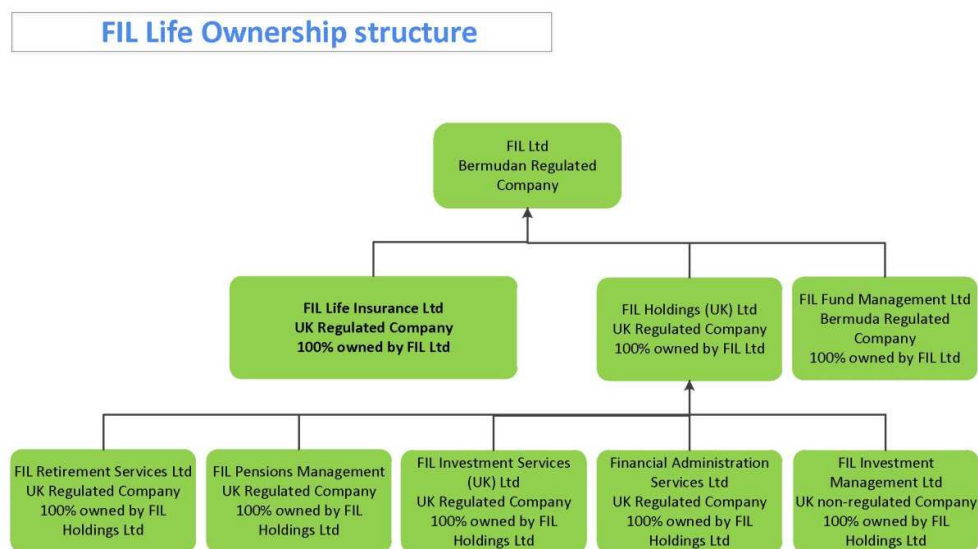 FIL Life Ownership structure
FIL Ltd
Bermudan Regulated
Company
FIL Life Insurance Ltd
UK Regulated Company
100% owned by FIL Ltd
FIL Holdings (UK) Ltd
UK Regulated Company
100% owned by FIL Ltd
FIL Fund Management Ltd
Bermuda Regulated
Company
100% owned by FIL Ltd
FIL Retirement Services Ltd
UK Regulated Company
100% owned by FIL
Holdings Ltd
FIL Pensions Management
UK Regulated Company
100% owned by FIL
Holdings Ltd
FIL Investment Services
(UK) Ltd
UK Regulated Company
100% owned by FIL
Holdings Ltd
Financial Administration
Services Ltd
UK Regulated Company
100% owned by FIL
Holdings Ltd
FIL Investment
Management Ltd
UK non-regulated Company
100% owned by FIL
Holdings Ltd